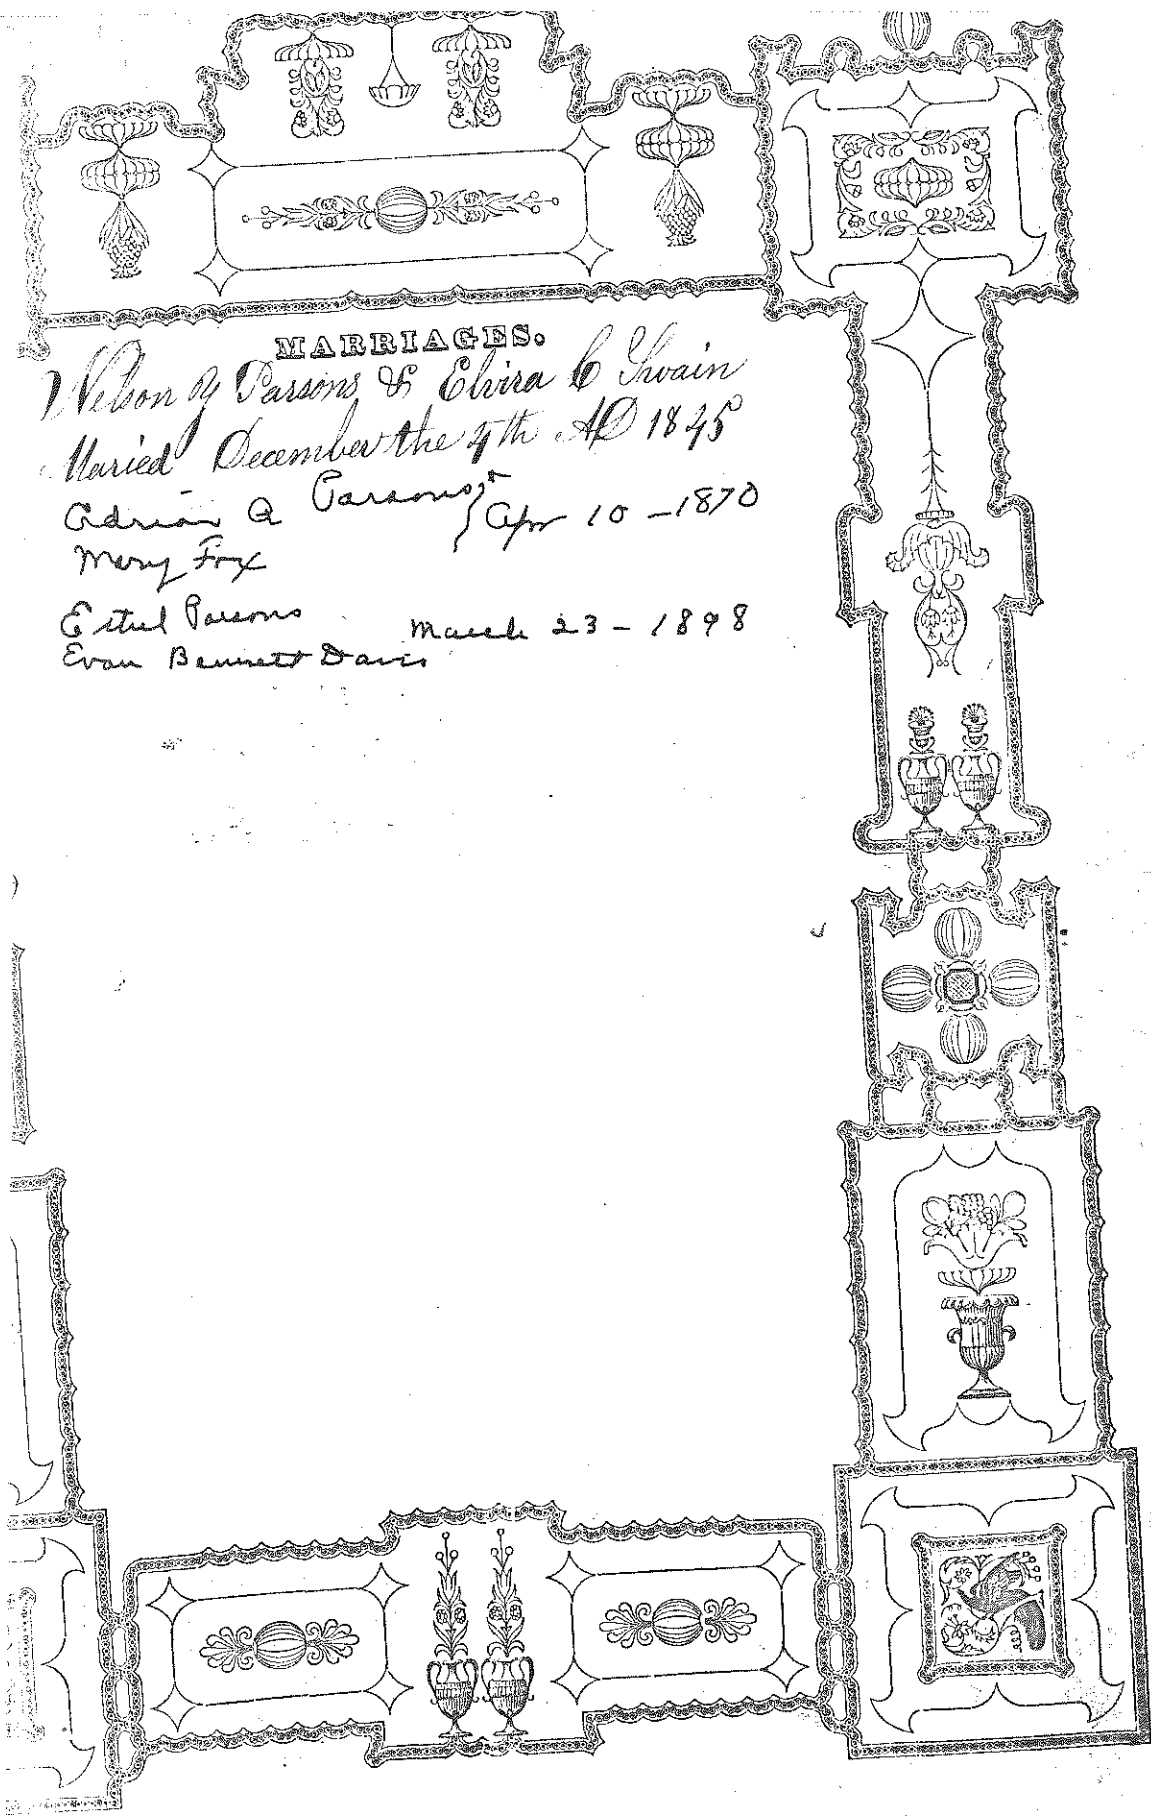 MARRIAGES.
Nelson Y Parsons & Elvira C Swain
Maried December the 4th AD 1845
Adrian A Parsons } Apr 10 - 1870
Mary Fox
Ethel Parsons March 23 - 1898
Evan Bennett Davis